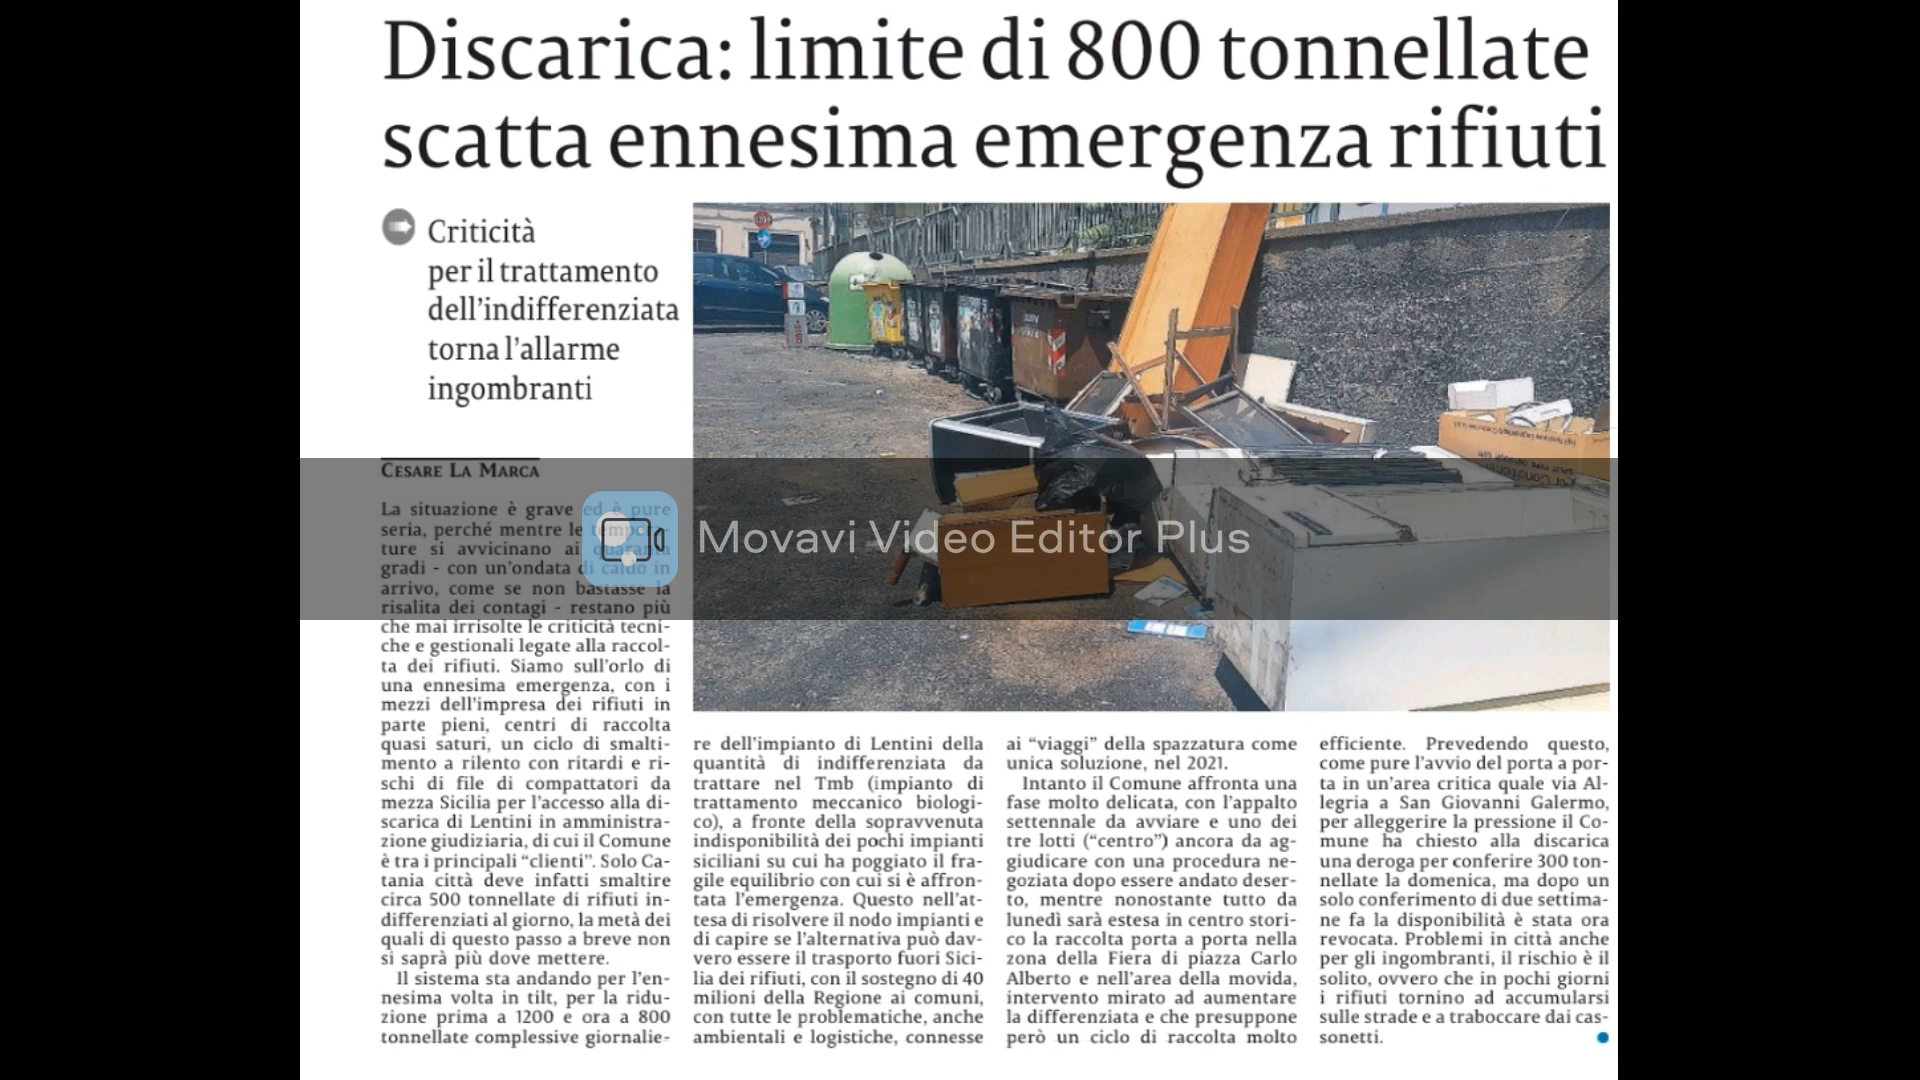 Discarica: limite di 800 tonnellate
scatta ennesima emergenza rifiuti
Criticità
per il trattamento
dell'indifferenziata
torna l'allarme
ingombranti
CESARE LA MARCA
La situazione è grave ed è pure
seria, perché mentre le tempera-
ture si avvicinano ai quaranta
gradi - con un'ondata di caldo in
arrivo, come se non bastasse la
risalita dei contagi - restano più
che mai irrisolte le criticità tecni-
che e gestionali legate alla raccol-
ta dei rifiuti. Siamo sull'orlo di
una ennesima emergenza, con i
mezzi dell'impresa dei rifiuti in
parte pieni, centri di raccolta
quasi saturi, un ciclo di smalti-
mento a rilento con ritardi e ri-
schi di file di compattatori da
mezza Sicilia per l'accesso alla di-
scarica di Lentini in amministra-
zione giudiziaria, di cui il Comune
è tra i principali “clienti”. Solo Ca-
tania città deve infatti smaltire
circa 500 tonnellate di rifiuti in-
differenziati al giorno, la metà dei
quali di questo passo a breve non
si saprà più dove mettere.
Il sistema sta andando per l'en-
nesima volta in tilt, per la ridu-
zione prima a 1200 e ora a 800
tonnellate complessive giornalie-
re dell'impianto di Lentini della
quantità di indifferenziata da
trattare nel Tmb (impianto di
trattamento meccanico biologi-
co), a fronte della sopravvenuta
indisponibilità dei pochi impianti
siciliani su cui ha poggiato il fra-
gile equilibrio con cui si è affron-
tata l'emergenza. Questo nell'at-
tesa di risolvere il nodo impianti e
di capire se l'alternativa può dav-
vero essere il trasporto fuori Sici-
lia dei rifiuti, con il sostegno di 40
milioni della Regione ai comuni,
con tutte le problematiche, anche
ambientali e logistiche, connesse
ai “viaggi” della spazzatura come
unica soluzione, nel 2021.
Intanto il Comune affronta una
fase molto delicata, con l'appalto
settennale da avviare e uno dei
tre lotti (“centro”) ancora da ag-
giudicare con una procedura ne-
goziata dopo essere andato deser-
to, mentre nonostante tutto da
lunedì sarà estesa in centro stori-
co la raccolta porta a porta nella
zona della Fiera di piazza Carlo
Alberto e nell'area della movida,
intervento mirato ad aumentare
la differenziata e che presuppone
però un ciclo di raccolta molto
efficiente. Prevedendo questo,
come pure l'avvio del porta a por-
ta in un'area critica quale via Al-
legria a San Giovanni Galermo,
per alleggerire la pressione il Co-
mune ha chiesto alla discarica
una deroga per conferire 300 ton-
nellate la domenica, ma dopo un
solo conferimento di due settima-
ne fa la disponibilità è stata ora
revocata. Problemi in città anche
per gli ingombranti, il rischio è il
solito, ovvero che in pochi giorni
i rifiuti tornino ad accumularsi
sulle strade e a traboccare dai cas-
sonetti.
Movavi Video Editor Plus